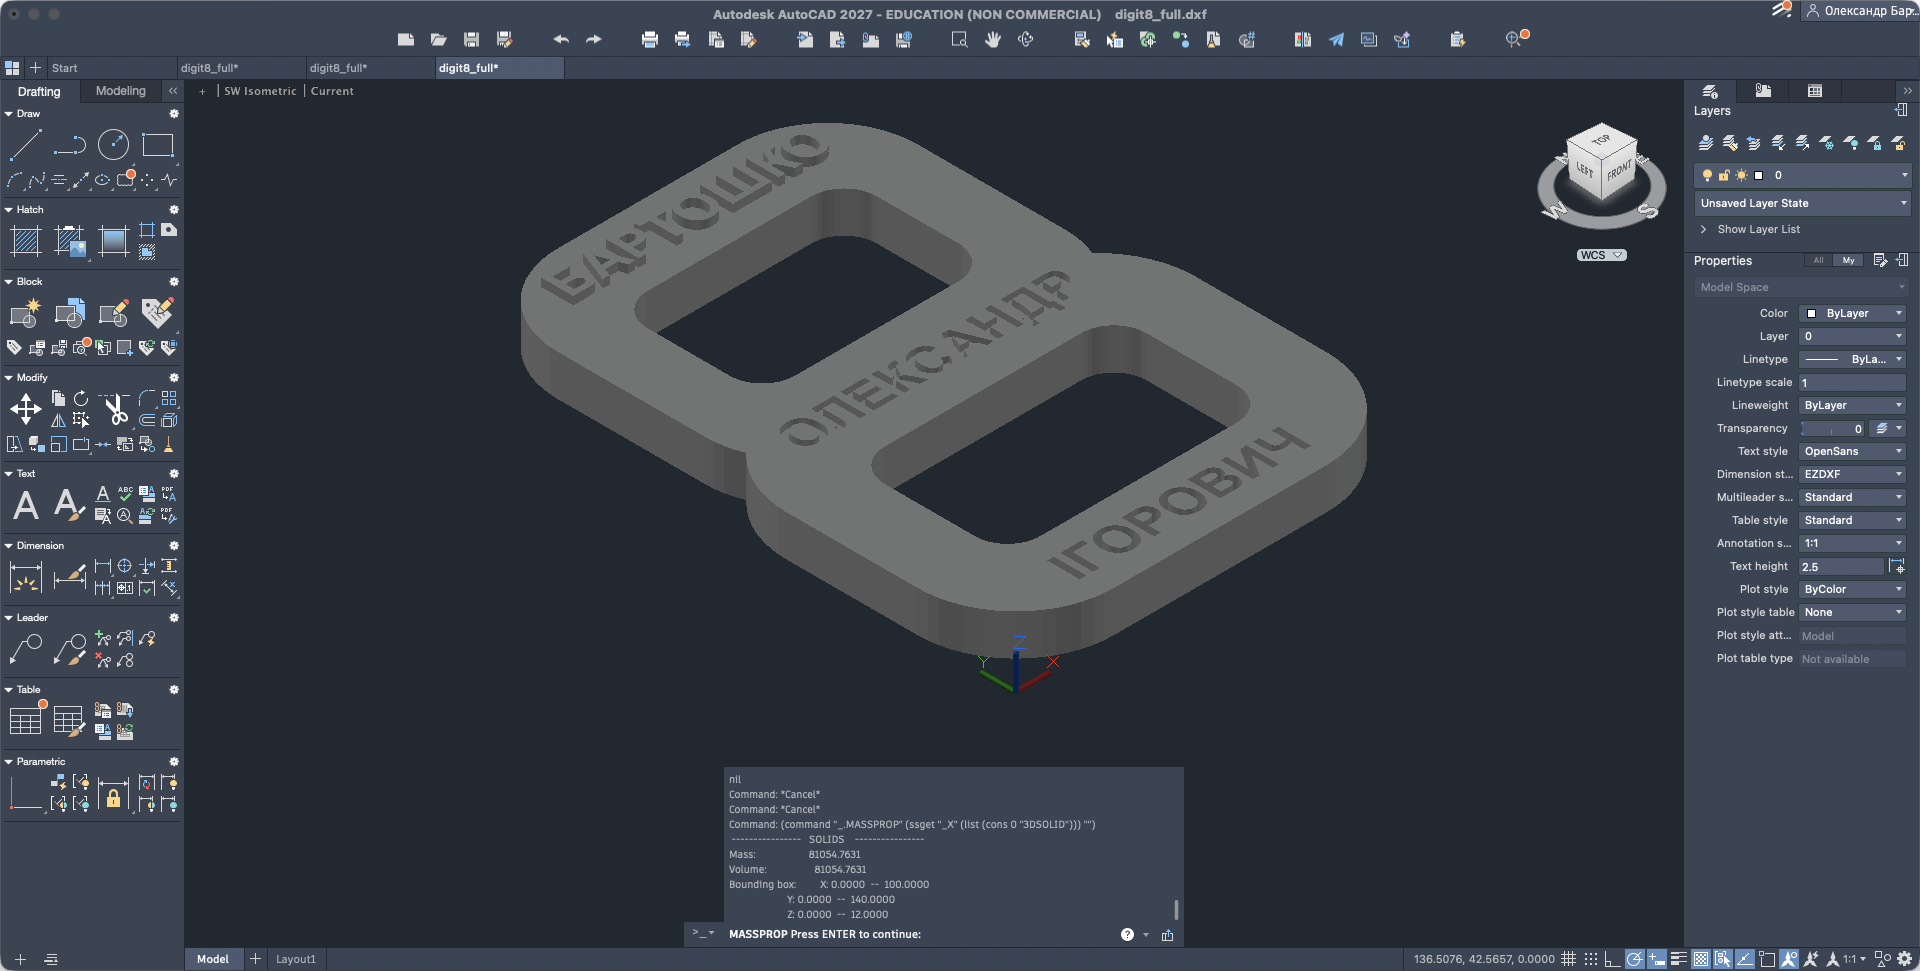 Autodesk AutoCAD 2027 - EDUCATION (NON COMMERCIAL) digit8_full.dxf
Олександр Бар...
Start
digit8_full*
digit8_full*
digit8_full*
Drafting
Modeling
+ | SW Isometric | Current
Draw
Hatch
Block
Modify
Text
Dimension
Leader
Table
Parametric
БАРТОШКО
ОЛЕКСАНДР
ІГОРОВИЧ
Z
Y
X
TOP
LEFT
FRONT
W
S
WCS
Layers
0
Unsaved Layer State
Show Layer List
Properties
All
My
Model Space
Color ByLayer
Layer 0
Linetype ByLa...
Linetype scale 1
Lineweight ByLayer
Transparency 0
Text style OpenSans
Dimension st... EZDXF
Multileader s... Standard
Table style Standard
Annotation s... 1:1
Text height 2.5
Plot style ByColor
Plot style table None
Plot style att... Model
Plot table type Not available
nil
Command: *Cancel*
Command: *Cancel*
Command: (command "_.MASSPROP" (ssget "_X" (list (cons 0 "3DSOLID"))) "")
---------------- SOLIDS ----------------
Mass: 81054.7631
Volume: 81054.7631
Bounding box: X: 0.0000 -- 100.0000
Y: 0.0000 -- 140.0000
Z: 0.0000 -- 12.0000
MASSPROP Press ENTER to continue:
Model
Layout1
136.5076, 42.5657, 0.0000
1:1